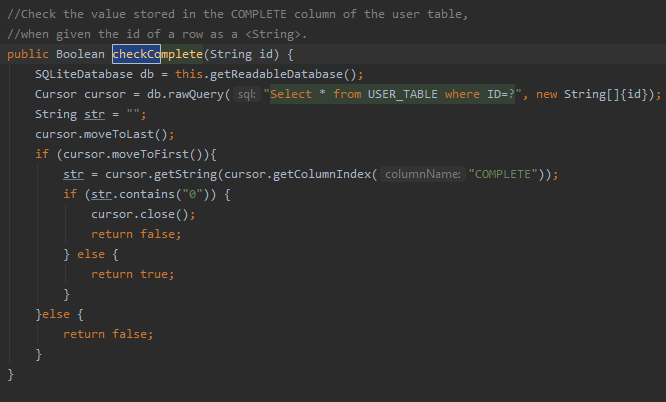 //Check the value stored in the COMPLETE column of the user table,
//when given the id of a row as a <String>.
public Boolean checkComplete(String id) {
SQLiteDatabase db = this.getReadableDatabase();
Cursor cursor = db.rawQuery( sql: "Select * from USER_TABLE where ID=?", new String[]{id});
String str = "";
cursor.moveToLast();
if (cursor.moveToFirst()){
str = cursor.getString(cursor.getColumnIndex( columnName: "COMPLETE"));
if (str.contains("0")) {
cursor.close();
return false;
} else {
return true;
}
}else {
return false;
}
}